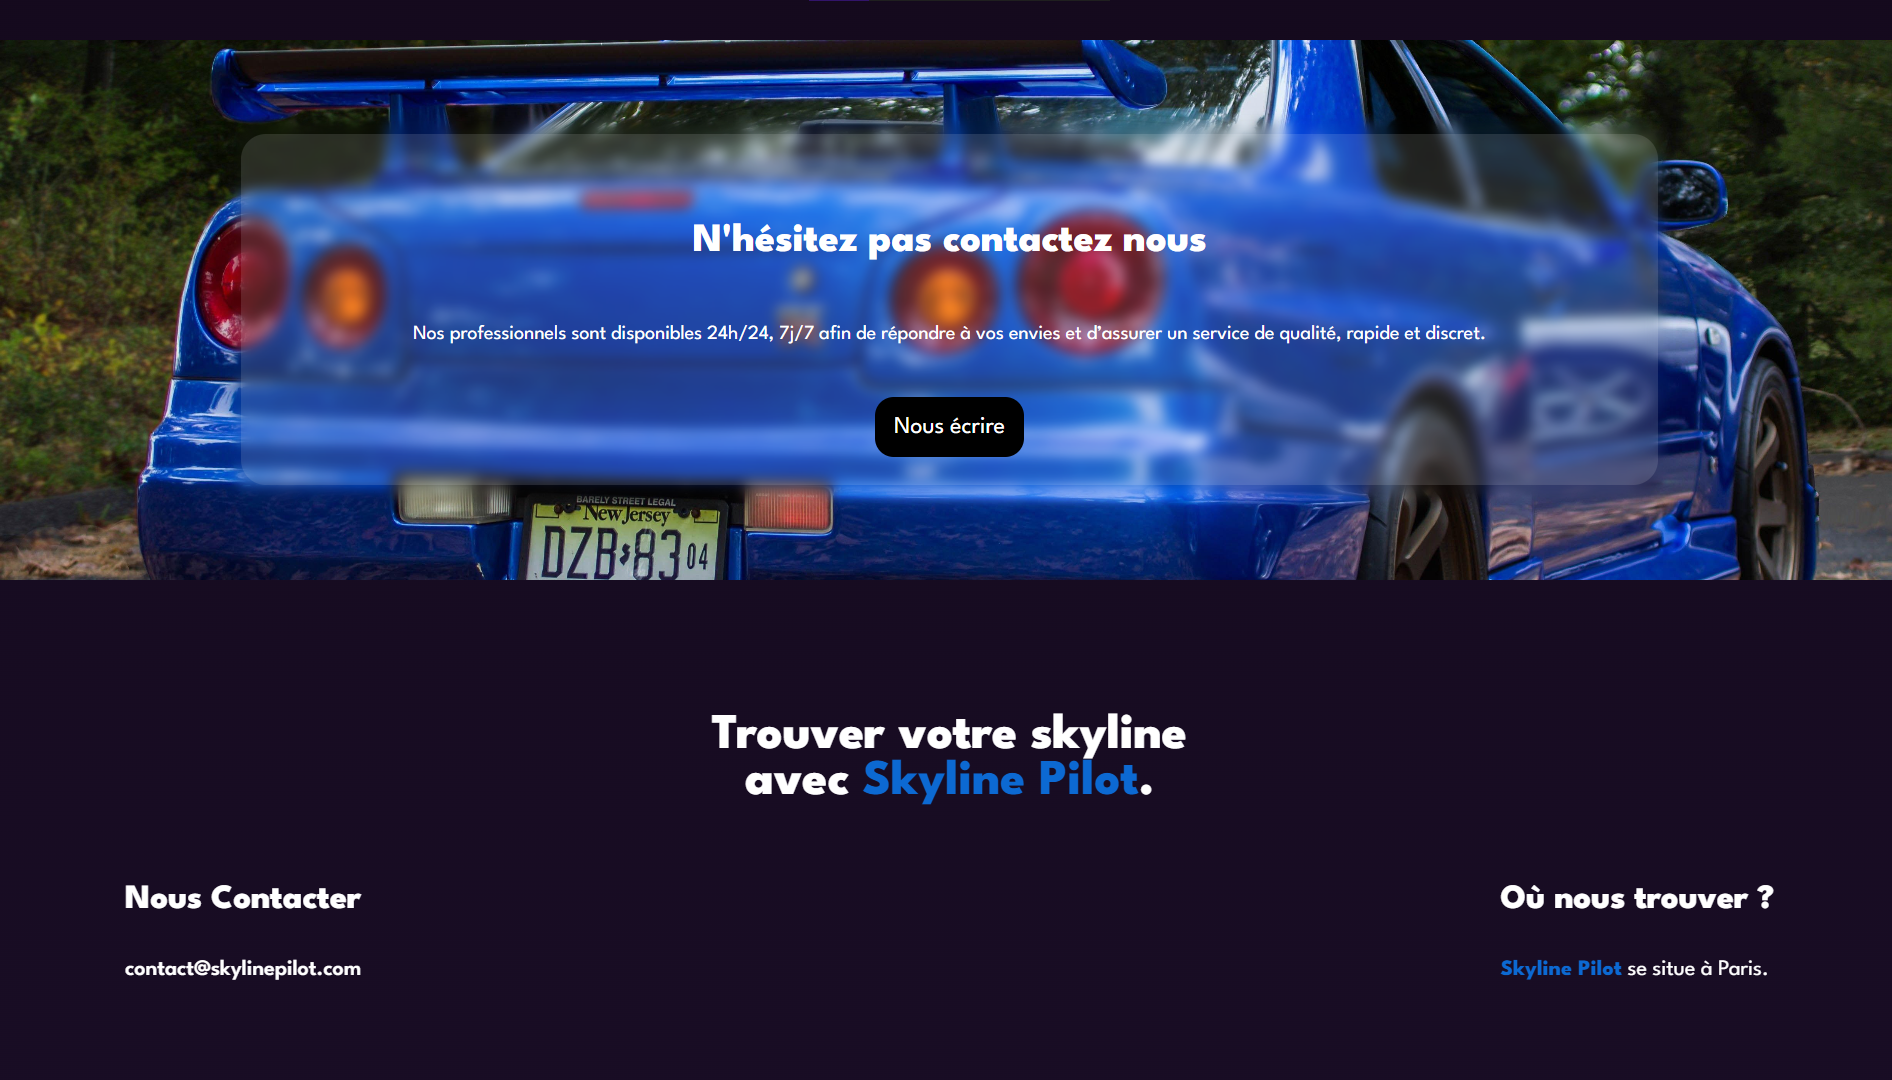 N'hésitez pas contactez nous
Nos professionnels sont disponibles 24h/24, 7j/7 afin de répondre à vos envies et d’assurer un service de qualité, rapide et discret.
Nous écrire
BARELY STREET LEGAL
New Jersey
DZB 83 04
Trouver votre skyline
avec Skyline Pilot.
Nous Contacter
Où nous trouver ?
contact@skylinepilot.com
Skyline Pilot se situe à Paris.